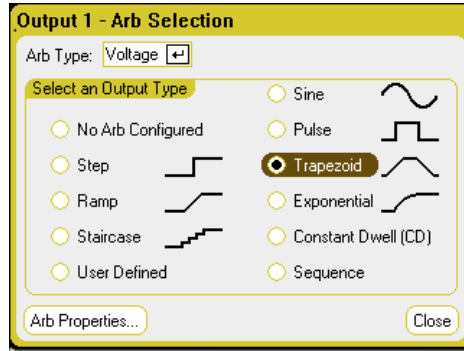 Output 1 - Arb Selection
Arb Type: Voltage
Select an Output Type
No Arb Configured
Step
Ramp
Staircase
User Defined
Sine
Pulse
Trapezoid
Exponential
Constant Dwell (CD)
Sequence
Arb Properties... Close